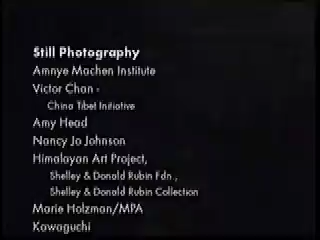 Still Photography
Amnye Machen Institute
Victor Chan -
China Tibet Initiative
Amy Head
Nancy Jo Johnson
Himalayan Art Project,
Shelley & Donald Rubin Fdn.,
Shelley & Donald Rubin Collection
Marie Holzman/MPA
Kawaguchi